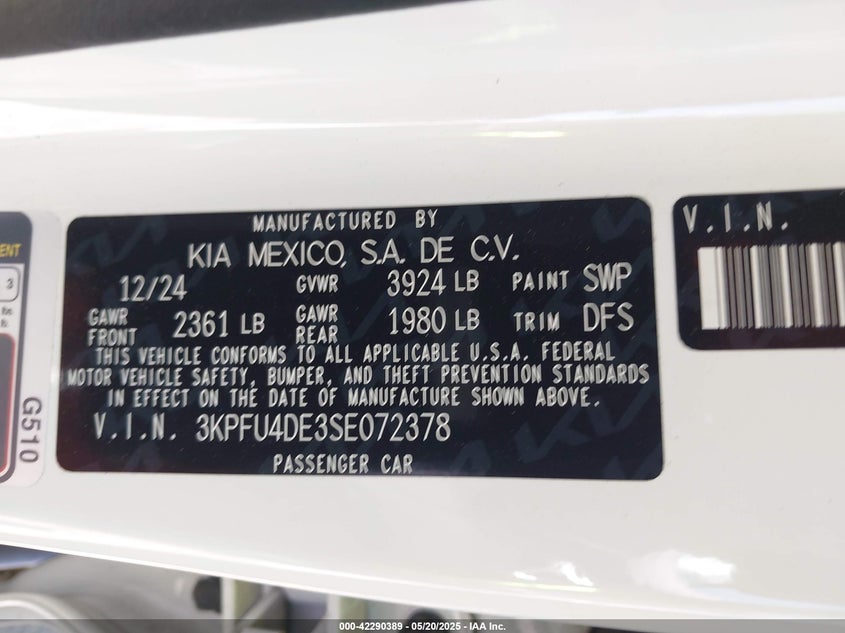 MANUFACTURED BY
KIA MEXICO, S.A. DE C.V.
12/24 GVWR 3924 LB PAINT SWP
GAWR FRONT 2361 LB GAWR REAR 1980 LB TRIM DFS
THIS VEHICLE CONFORMS TO ALL APPLICABLE U.S.A. FEDERAL
MOTOR VEHICLE SAFETY, BUMPER, AND THEFT PREVENTION STANDARDS
IN EFFECT ON THE DATE OF MANUFACTURE SHOWN ABOVE.
V.I.N. 3KPFU4DE3SE072378
PASSENGER CAR
V.I.N.
3
G510
000-42290389 - 05/20/2025 - IAA Inc.